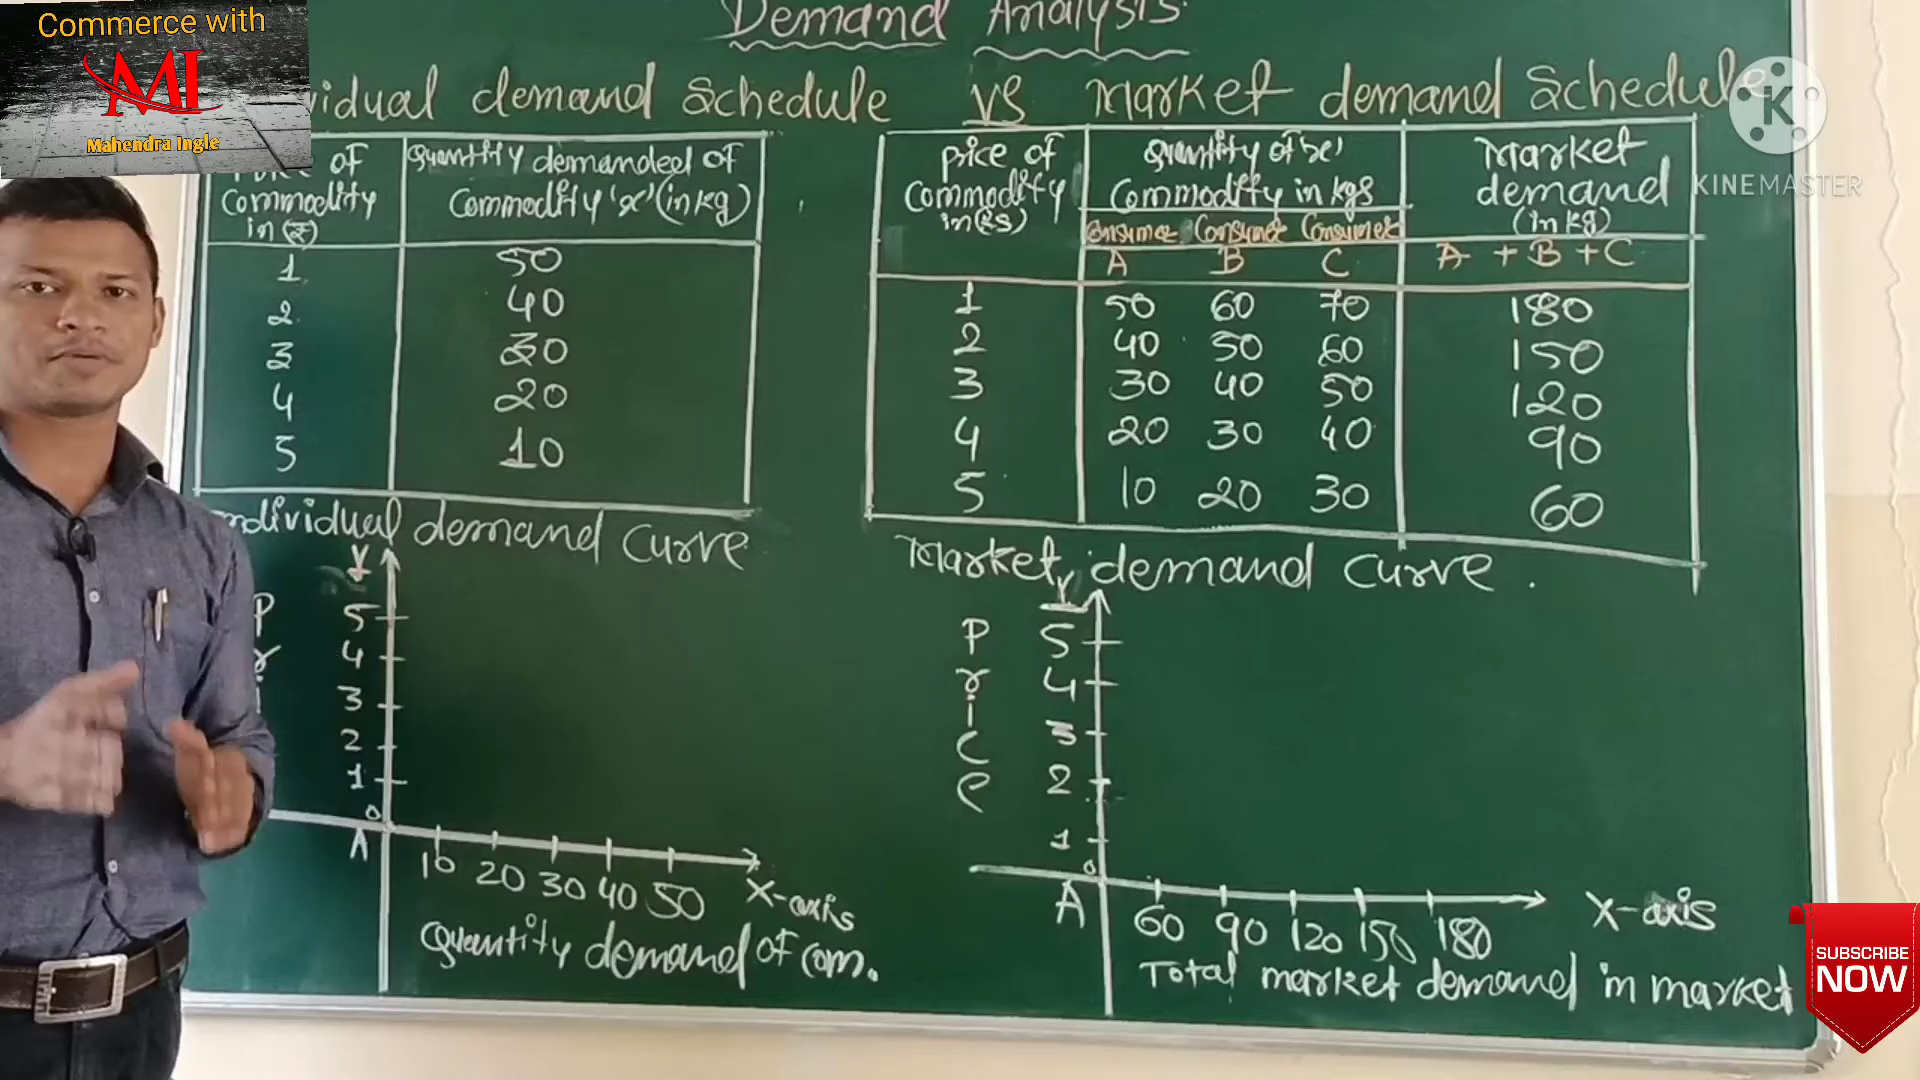 Commerce with
MI
Mahendra Ingle
Demand Analysis
vidual demand Schedule VS Market demand Schedule
KINEMASTER
K
of
Commodity
in (₹)
Quantity demanded of
Commodity 'x' (in kg)
1 50
2 40
3 30
4 20
5 10
Price of
Commodity
in (Rs)
Quantity of 'x'
Commodity in kgs
Market
demand
(in kg)
Consumer Consumer Consumer
A B C A + B + C
1 50 60 70 180
2 40 50 60 150
3 30 40 50 120
4 20 30 40 90
5 10 20 30 60
Individual demand Curve
Y
P r i
5
4
3
2
1
0
A
10 20 30 40 50
X-axis
Quantity demand of com.
Market demand Curve .
Y
P r i c e
5
4
3
2
1
0
A
60 90 120 150 180
X-axis
Total market demand in market
SUBSCRIBE
NOW